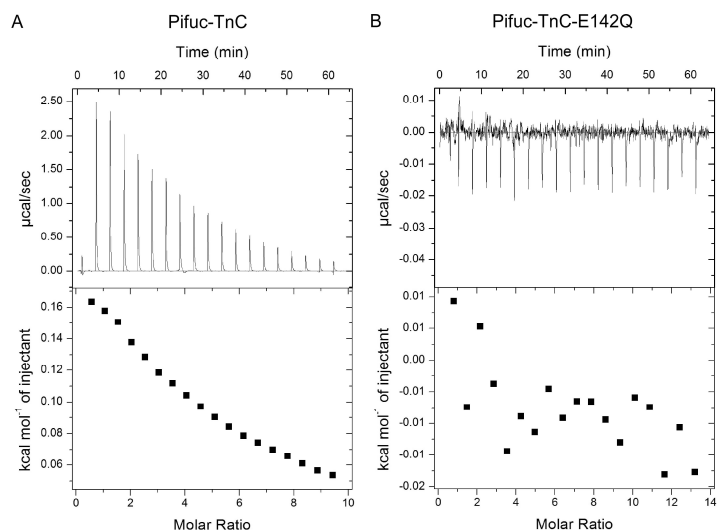 A
Pifuc-TnC
Time (min)
0 10 20 30 40 50 60
2.50
2.00
1.50
1.00
0.50
0.00
µcal/sec
0.16
0.14
0.12
0.10
0.08
0.06
kcal mol⁻¹ of injectant
0 2 4 6 8 10
Molar Ratio
B
Pifuc-TnC-E142Q
Time (min)
0 10 20 30 40 50 60
0.01
0.00
-0.01
-0.02
-0.03
-0.04
µcal/sec
0.01
0.01
0.00
-0.01
-0.01
-0.01
-0.02
kcal mol⁻ of injectant
0 2 4 6 8 10 12 14
Molar Ratio